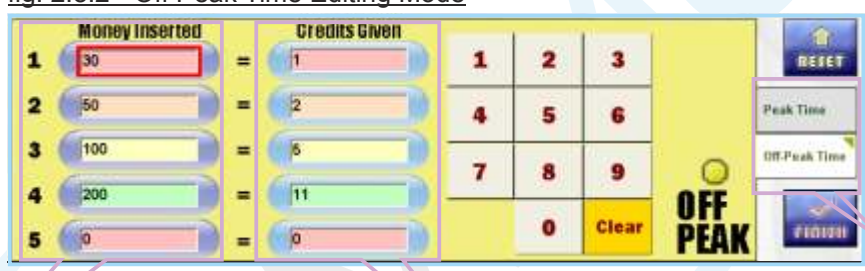 Money Inserted Credits Given
1 30 = 1
2 50 = 2
3 100 = 5
4 200 = 11
5 0 = 0
1 2 3
4 5 6
7 8 9
0 Clear
OFF
PEAK
RESET
Peak Time
Off-Peak Time
FINISH